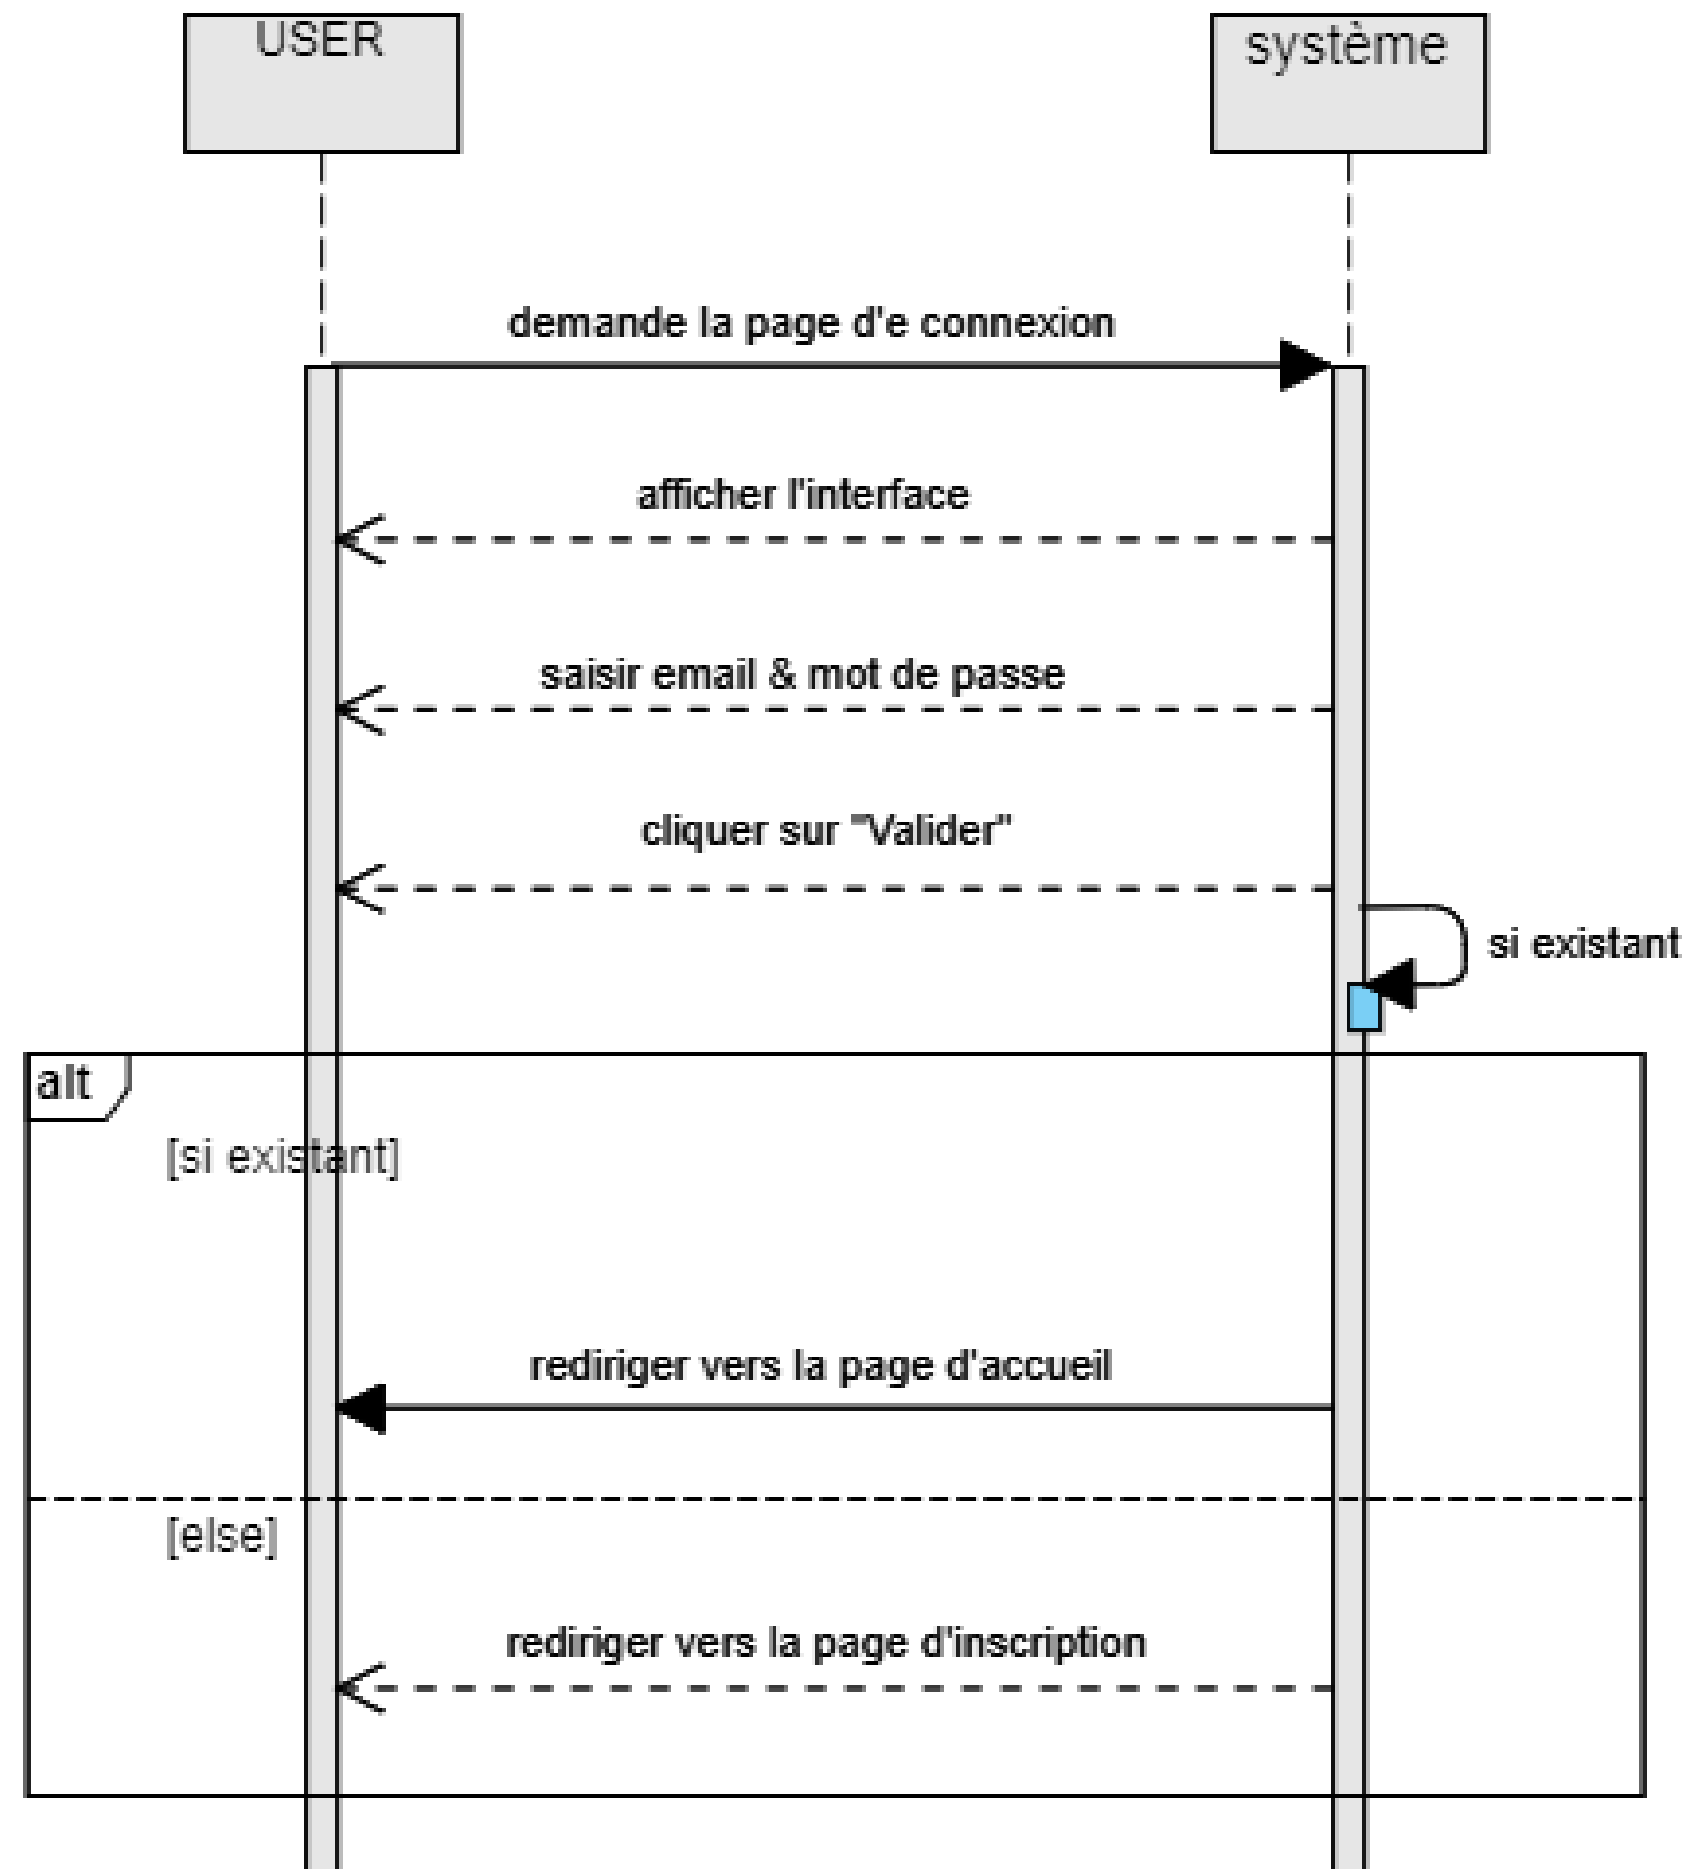 USER
système
demande la page d'e connexion
afficher l'interface
saisir email & mot de passe
cliquer sur "Valider"
si existant
alt
[si existant]
rediriger vers la page d'accueil
[else]
rediriger vers la page d'inscription